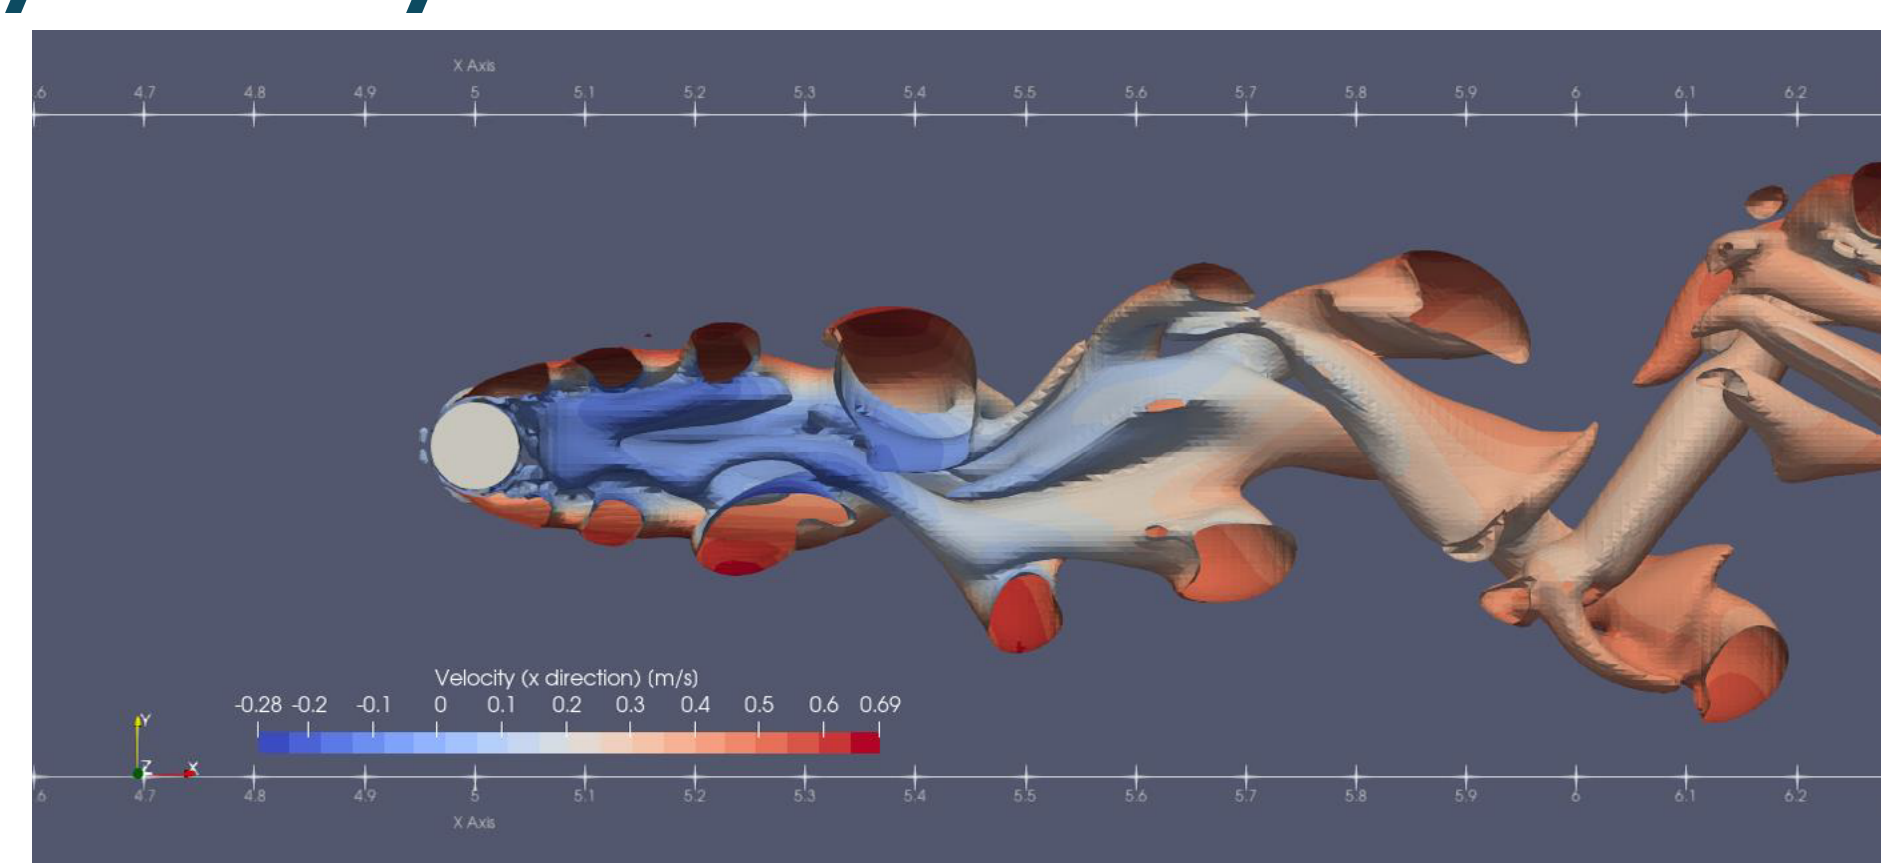 X Axis
.6 4.7 4.8 4.9 5 5.1 5.2 5.3 5.4 5.5 5.6 5.7 5.8 5.9 6 6.1 6.2
Velocity (x direction) [m/s]
-0.28 -0.2 -0.1 0 0.1 0.2 0.3 0.4 0.5 0.6 0.69
Y
Z X
.6 4.7 4.8 4.9 5 5.1 5.2 5.3 5.4 5.5 5.6 5.7 5.8 5.9 6 6.1 6.2
X Axis